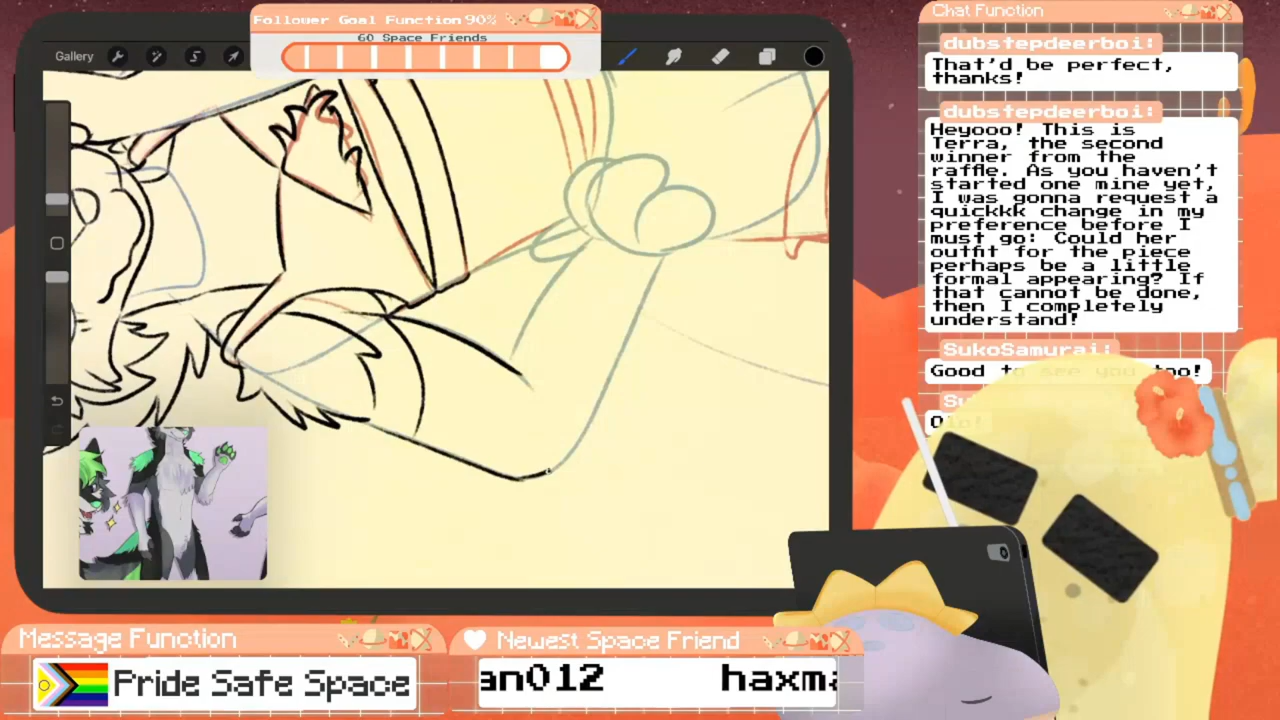 Follower Goal Function 90%
60 Space Friends
Gallery
Chat Function
dubstepdeerboi:
That'd be perfect,
thanks!
dubstepdeerboi:
Heyooo! This is
Terra, the second
winner from the
raffle. As you haven't
started one mine yet,
I was gonna request a
quickkk change in my
preference before I
must go: Could her
outfit for the piece
perhaps be a little
formal appearing? If
that cannot be done,
then I completely
understand!
SukoSamurai:
Good to see you too!
Message Function
Pride Safe Space
Newest Space Friend
an012 haxma